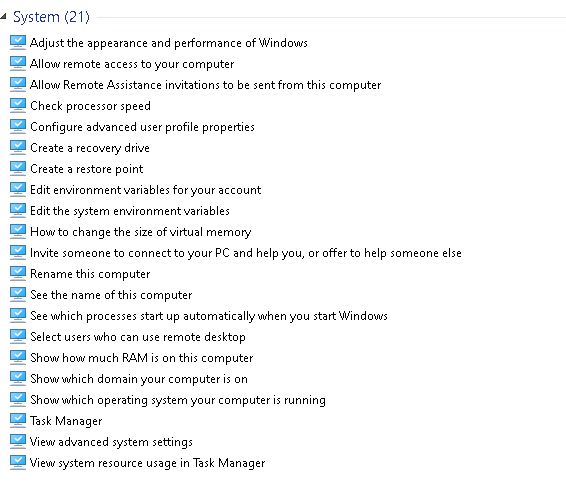 System (21)
Adjust the appearance and performance of Windows
Allow remote access to your computer
Allow Remote Assistance invitations to be sent from this computer
Check processor speed
Configure advanced user profile properties
Create a recovery drive
Create a restore point
Edit environment variables for your account
Edit the system environment variables
How to change the size of virtual memory
Invite someone to connect to your PC and help you, or offer to help someone else
Rename this computer
See the name of this computer
See which processes start up automatically when you start Windows
Select users who can use remote desktop
Show how much RAM is on this computer
Show which domain your computer is on
Show which operating system your computer is running
Task Manager
View advanced system settings
View system resource usage in Task Manager